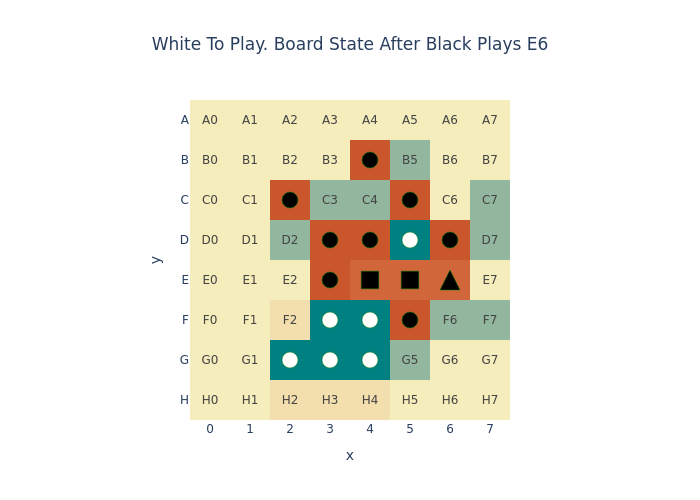 White To Play. Board State After Black Plays E6
A A0 A1 A2 A3 A4 A5 A6 A7
B B0 B1 B2 B3 B5 B6 B7
C C0 C1 C3 C4 C6 C7
D D0 D1 D2 D7
E E0 E1 E2 E7
F F0 F1 F2 F6 F7
G G0 G1 G5 G6 G7
H H0 H1 H2 H3 H4 H5 H6 H7
0 1 2 3 4 5 6 7
x
y